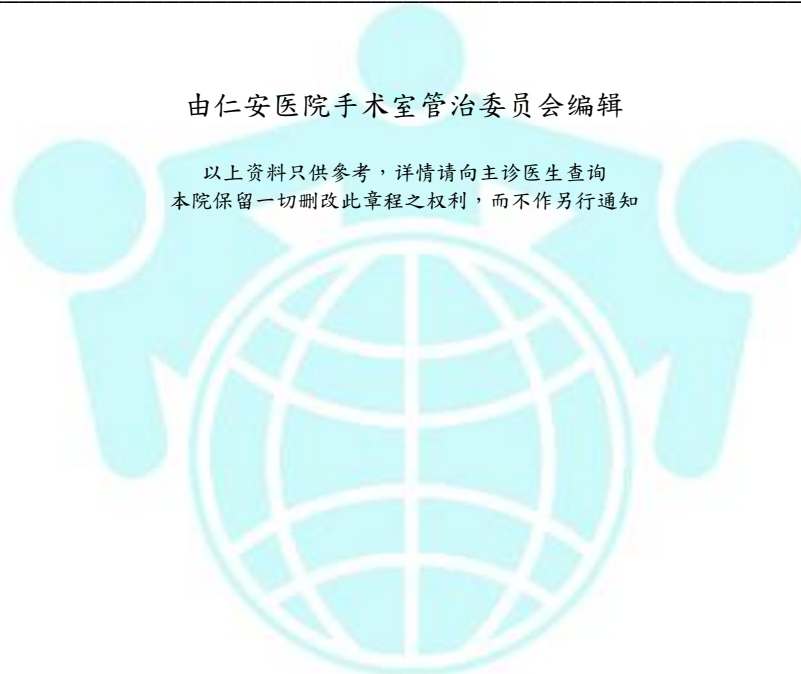 由仁安医院手术室管治委员会编辑
以上资料只供參考，详情请向主诊医生查询
本院保留一切删改此章程之权利，而不作另行通知